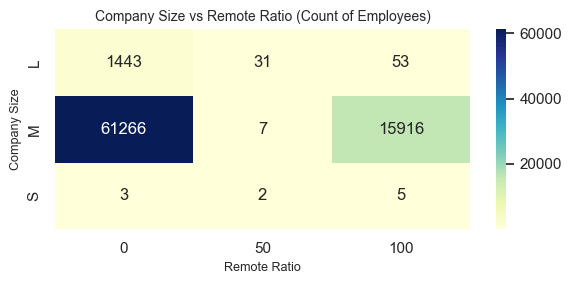 Company Size vs Remote Ratio (Count of Employees)
Company Size
L
1443 31 53
M
61266 7 15916
S
3 2 5
0 50 100
Remote Ratio
60000
40000
20000